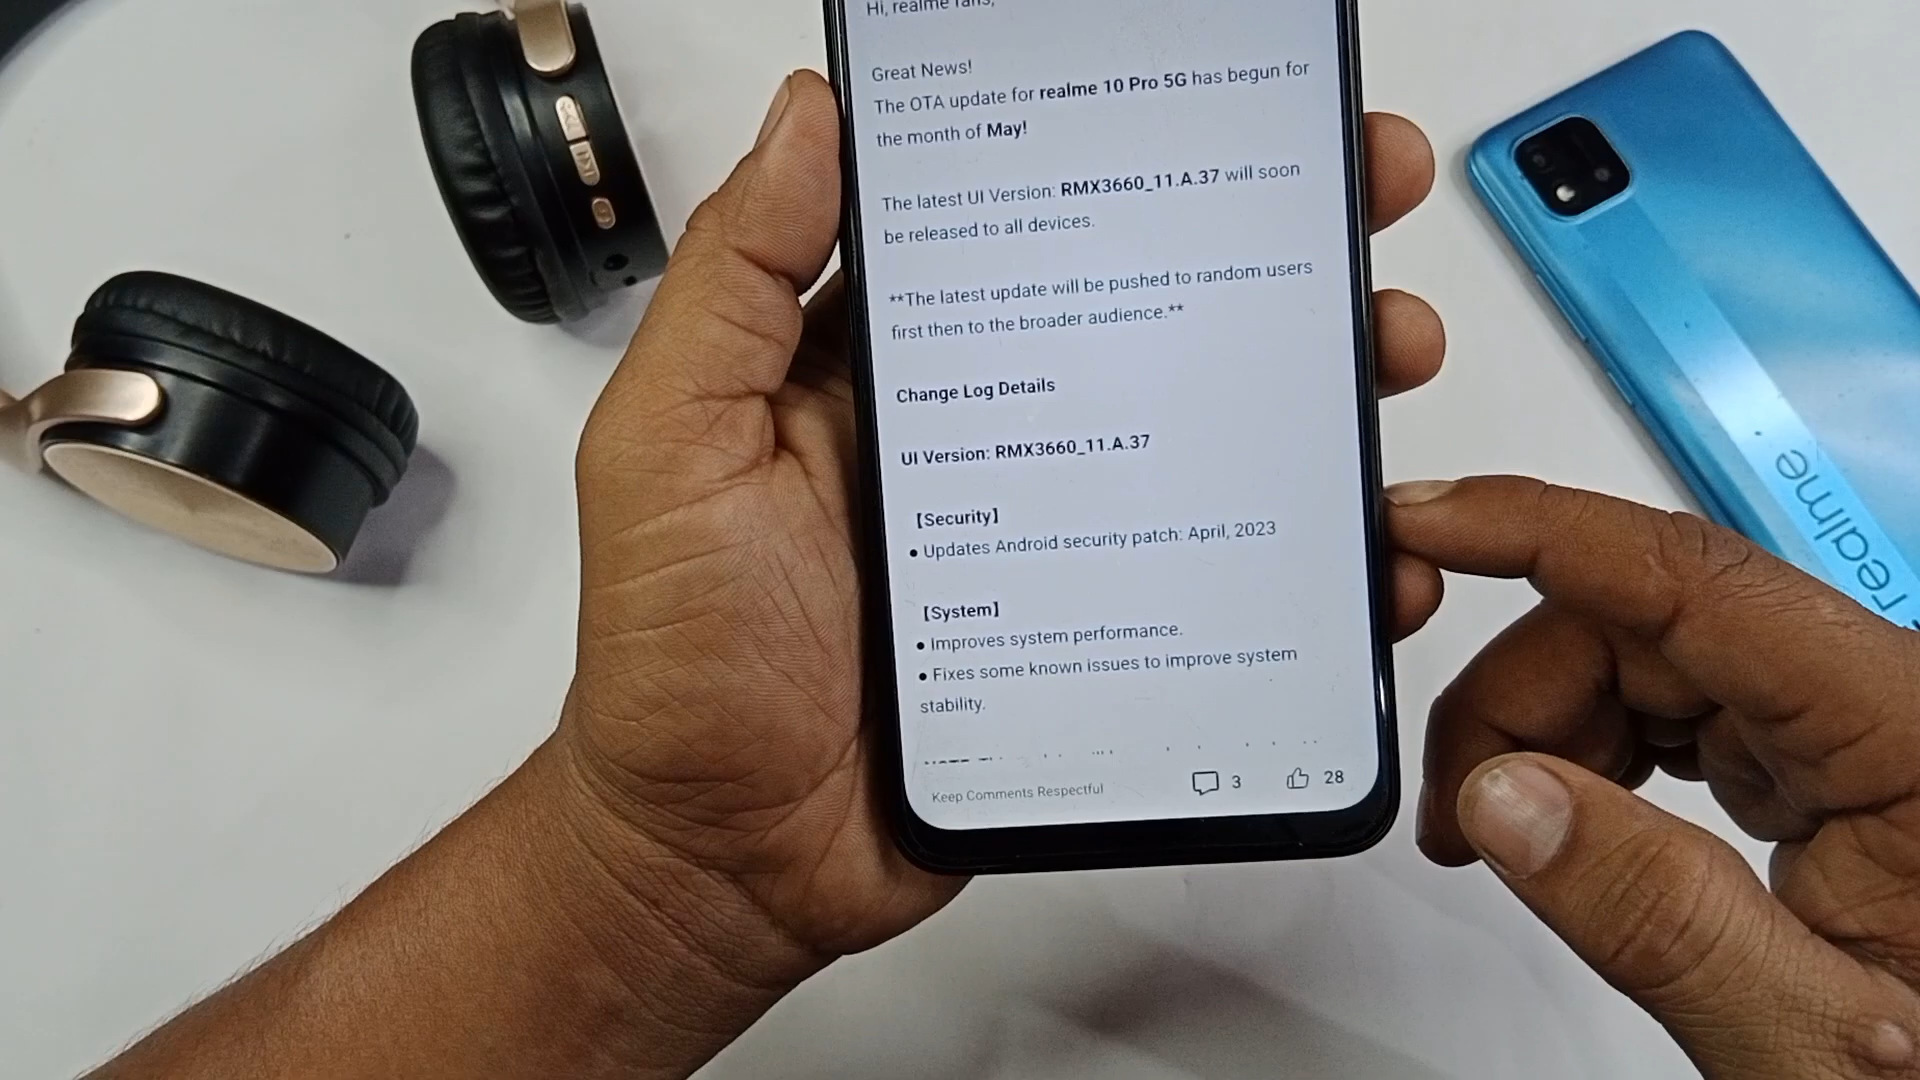 Hi, realme fans,
Great News!
The OTA update for realme 10 Pro 5G has begun for
the month of May!
The latest UI Version: RMX3660_11.A.37 will soon
be released to all devices.
**The latest update will be pushed to random users
first then to the broader audience.**
Change Log Details
UI Version: RMX3660_11.A.37
【Security】
● Updates Android security patch: April, 2023
【System】
● Improves system performance.
● Fixes some known issues to improve system
stability.
Keep Comments Respectful
3
28
realme